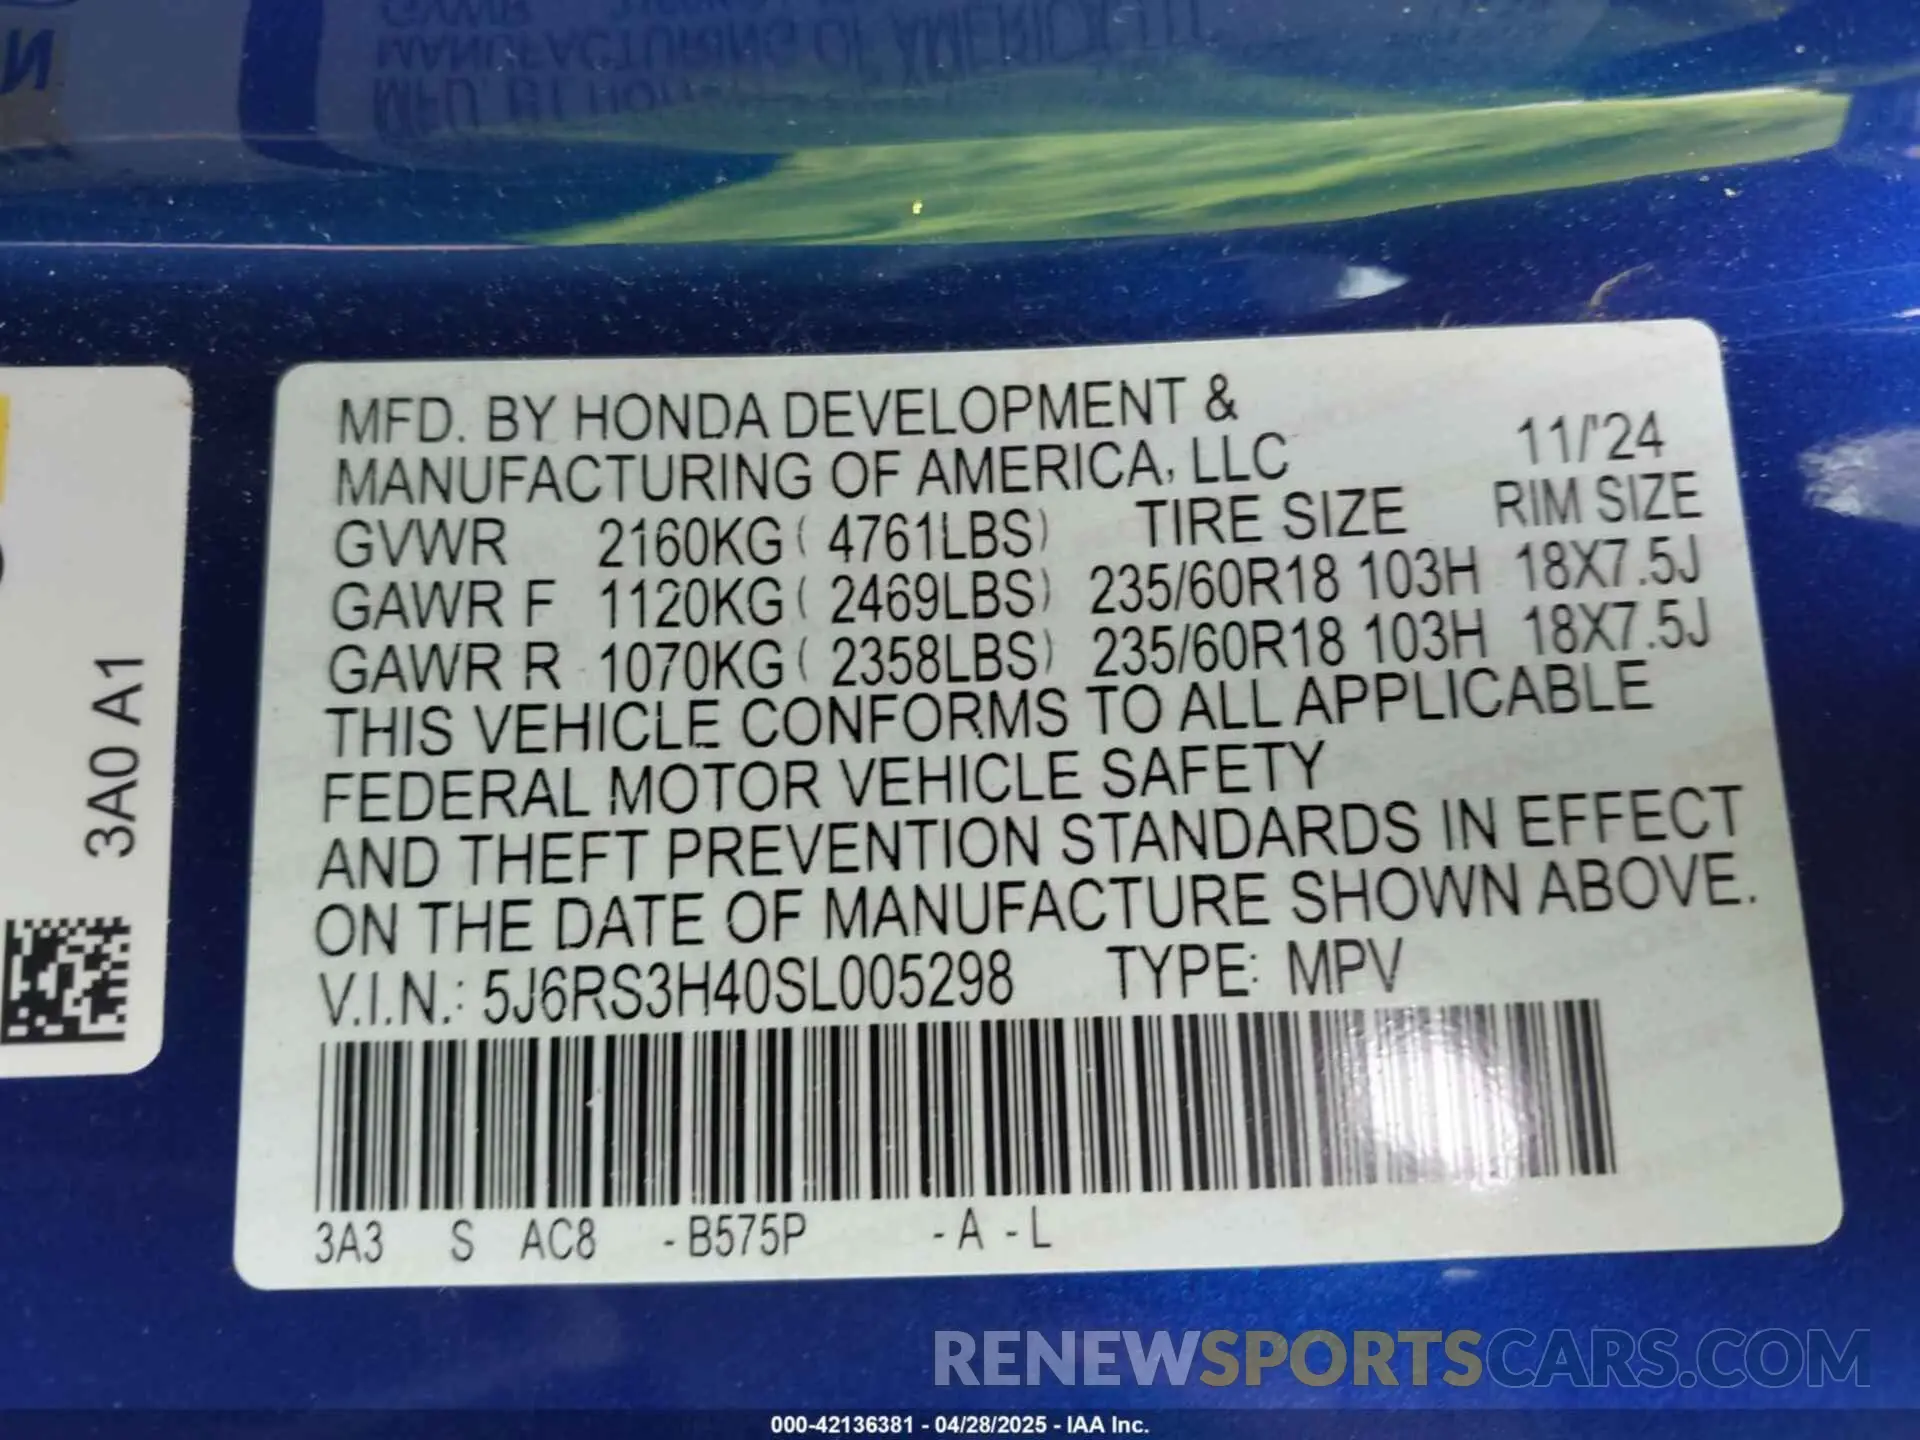 MFD. BY HONDA DEVELOPMENT &
MANUFACTURING OF AMERICA, LLC 11/'24
GVWR 2160KG ( 4761LBS) TIRE SIZE RIM SIZE
GAWR F 1120KG ( 2469LBS) 235/60R18 103H 18X7.5J
GAWR R 1070KG ( 2358LBS) 235/60R18 103H 18X7.5J
THIS VEHICLE CONFORMS TO ALL APPLICABLE
FEDERAL MOTOR VEHICLE SAFETY
AND THEFT PREVENTION STANDARDS IN EFFECT
ON THE DATE OF MANUFACTURE SHOWN ABOVE.
V.I.N.: 5J6RS3H40SL005298 TYPE: MPV
3A3 S AC8 -B575P -A -L
3A0 A1
RENEWSPORTSCARS.COM
000-42136381 - 04/28/2025 - IAA Inc.